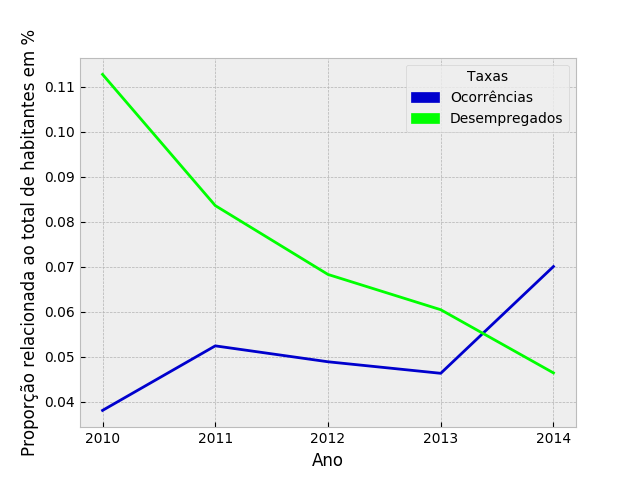 Proporção relacionada ao total de habitantes em %
0.11
0.10
0.09
0.08
0.07
0.06
0.05
0.04
Taxas
Ocorrências
Desempregados
2010 2011 2012 2013 2014
Ano